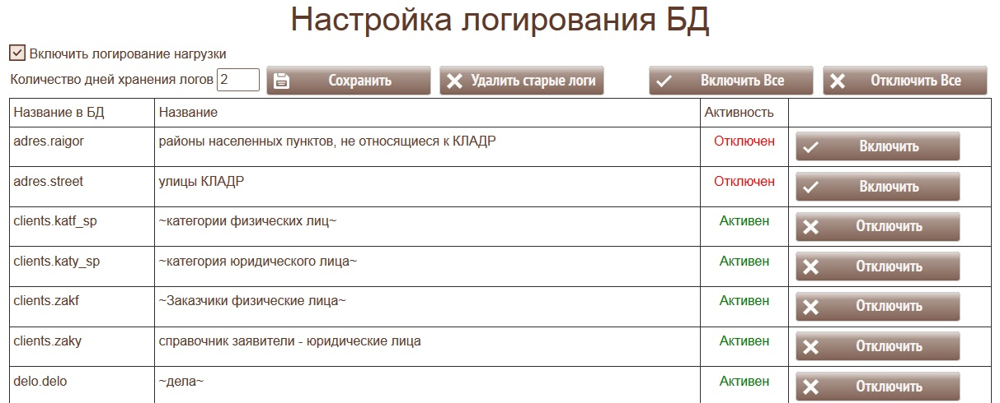 Настройка логирования БД
Включить логирование нагрузки
Количество дней хранения логов 2 Сохранить Удалить старые логи Включить Все Отключить Все
Название в БД Название Активность
adres.raigor районы населенных пунктов, не относящиеся к КЛАДР Отключен Включить
adres.street улицы КЛАДР Отключен Включить
clients.katf_sp ~категории физических лиц~ Активен Отключить
clients.katy_sp ~категория юридического лица~ Активен Отключить
clients.zakf ~Заказчики физические лица~ Активен Отключить
clients.zaky справочник заявители - юридические лица Активен Отключить
delo.delo ~дела~ Активен Отключить